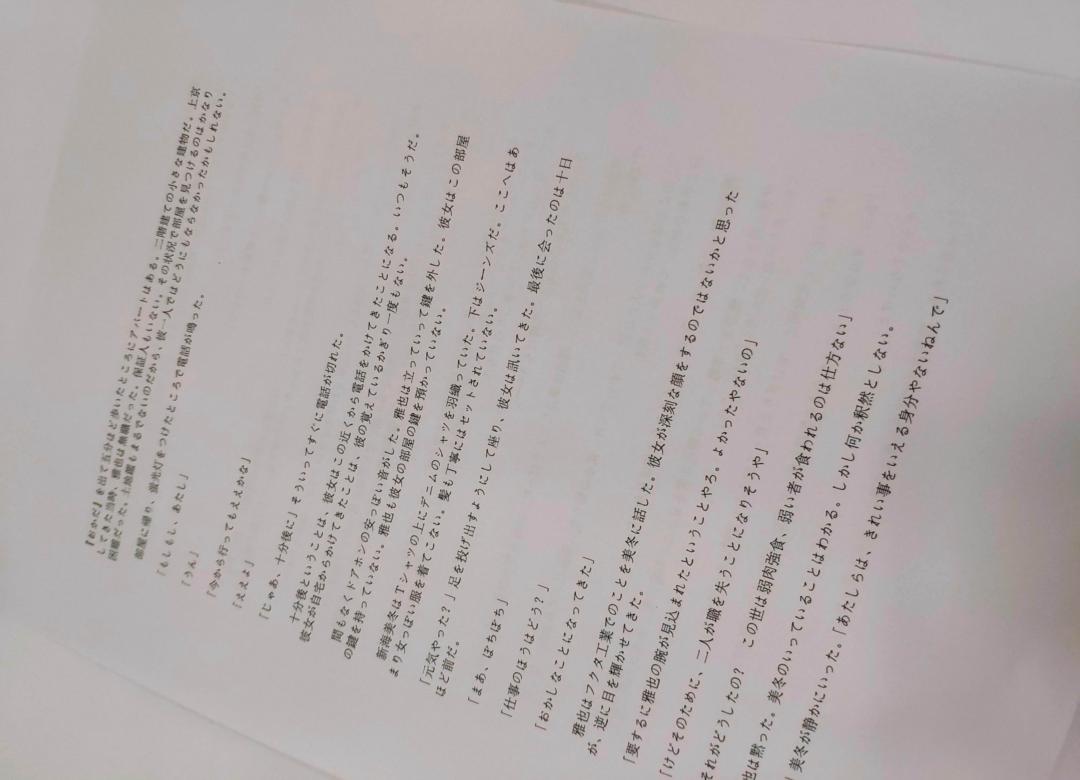 『おかだ』を出て五分ほど歩いたところにアパートはある。二階建ての小さな建物だ。上京
してきた当時、雅也は無職だった。保証人もいない。その状況で部屋を見つけるのはかなり
困難だった。土地鑑もまるでないのだから、彼一人ではどうにもならなかったかもしれない。
部屋に帰り、蛍光灯をつけたところで電話が鳴った。
「もしもし、あたし」
「うん」
「今から行ってもええかな」
「ええよ」
「じゃあ、十分後に」そういってすぐに電話が切れた。
十分後ということは、彼女はこの近くから電話をかけてきたことになる。いつもそうだ。
彼女が自宅からかけてきたことは、彼の覚えているかぎり一度もない。
間もなくドアホンの安っぽい音がした。雅也は立っていって鍵を外した。彼女はこの部屋
の鍵を持っていない。雅也も彼女の部屋の鍵を預かっていない。
新海美冬はTシャツの上にデニムのシャツを羽織っていた。下はジーンズだ。ここへはあ
まり女っぽい服を着てこない。髪も丁寧にはセットされていない。
「元気やった?」足を投げ出すようにして座り、彼女は訊いてきた。最後に会ったのは十日
ほど前だ。
「まあ、ぼちぼち」
「仕事のほうはどう?」
「おかしなことになってきた」
雅也はフクタ工業でのことを美冬に話した。彼女が深刻な顔をするのではないかと思った
が、逆に目を輝かせてきた。
「要するに雅也の腕が見込まれたということやろ。よかったやないの」
「けどそのために、二人が職を失うことになりそうや」
それがどうしたの? この世は弱肉強食、弱い者が食われるのは仕方ない」
也は黙った。美冬のいっていることはわかる。しかし何か釈然としない。
美冬が静かにいった。「あたしらは、きれい事をいえる身分やないねんで」